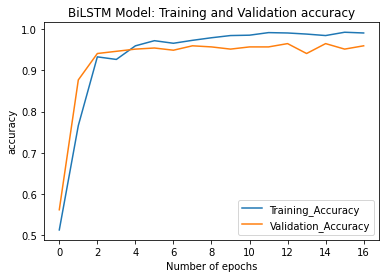 BiLSTM Model: Training and Validation accuracy
accuracy
1.0
0.9
0.8
0.7
0.6
0.5
0 2 4 6 8 10 12 14 16
Number of epochs
Training_Accuracy
Validation_Accuracy